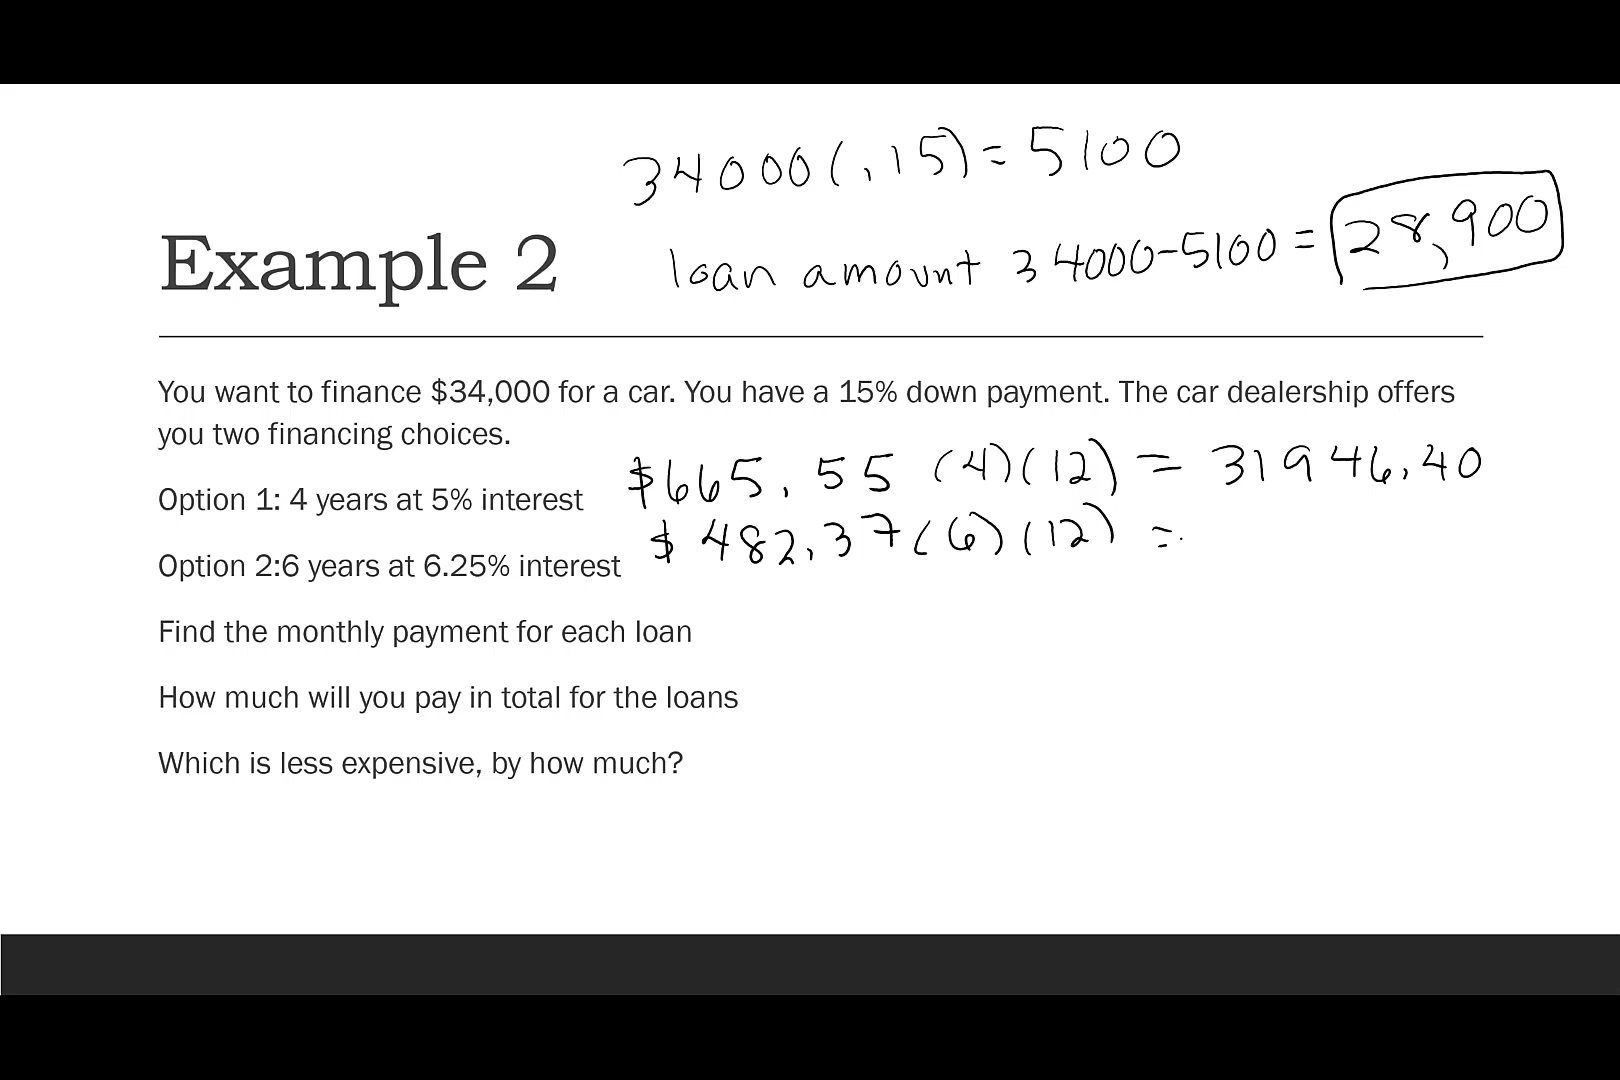 34000(.15)=5100
loan amount 34000-5100 = 28,900
Example 2
You want to finance $34,000 for a car. You have a 15% down payment. The car dealership offers
you two financing choices.
$665.55 (4)(12) = 31946.40
Option 1: 4 years at 5% interest
$482.37(6)(12) =
Option 2:6 years at 6.25% interest
Find the monthly payment for each loan
How much will you pay in total for the loans
Which is less expensive, by how much?